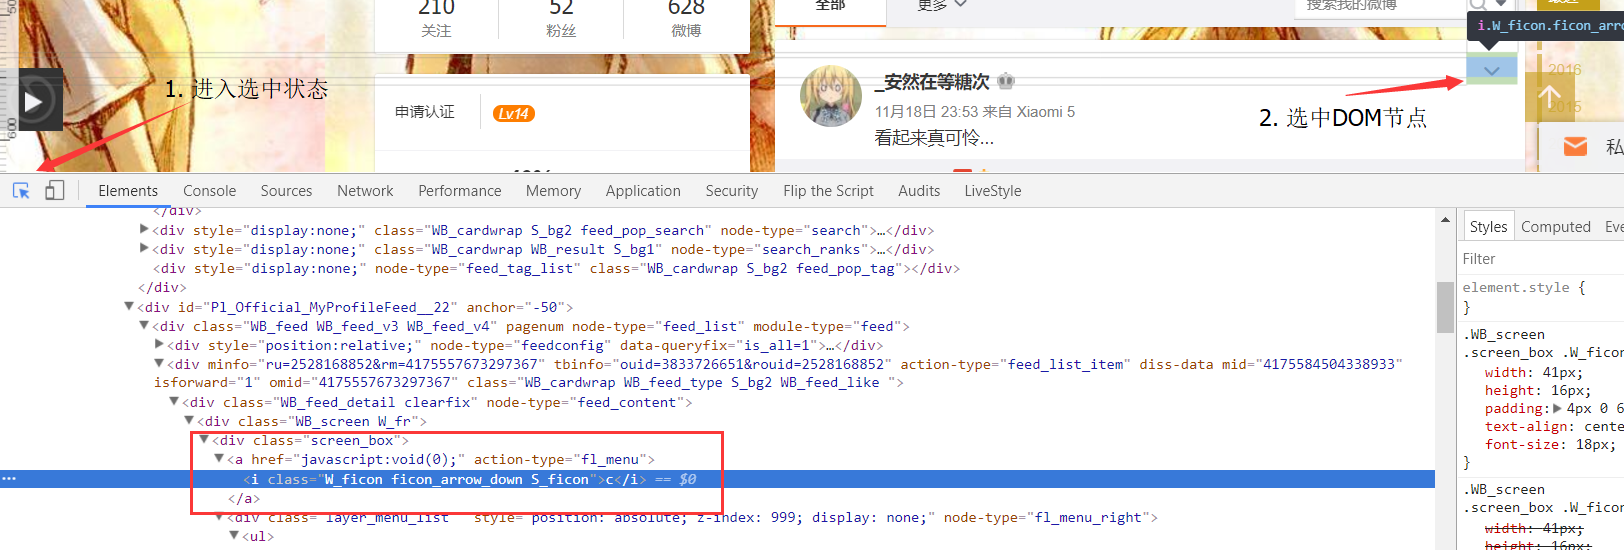 210 52 628 全部 更多 搜索我的微博
关注 粉丝 微博
i.W_ficon.ficon_arro
1. 进入选中状态
_安然在等糖次
2016
申请认证 Lv.14
11月18日 23:53 来自 Xiaomi 5
2015
2. 选中DOM节点
600
看起来真可怜...
私
Elements Console Sources Network Performance Memory Application Security Flip the Script Audits LiveStyle
</div>
<div style="display:none;" class="WB_cardwrap S_bg2 feed_pop_search" node-type="search">…</div>
<div style="display:none;" class="WB_cardwrap WB_result S_bg1" node-type="search_ranks">…</div>
<div style="display:none;" node-type="feed_tag_list" class="WB_cardwrap S_bg2 feed_pop_tag"></div>
</div>
<div id="Pl_Official_MyProfileFeed__22" anchor="-50">
<div class="WB_feed WB_feed_v3 WB_feed_v4" pagenum node-type="feed_list" module-type="feed">
<div style="position:relative;" node-type="feedconfig" data-queryfix="is_all=1">…</div>
<div minfo="ru=2528168852&rm=4175557673297367" tbinfo="ouid=3833726651&rouid=2528168852" action-type="feed_list_item" diss-data mid="4175584504338933"
isforward="1" omid="4175557673297367" class="WB_cardwrap WB_feed_type S_bg2 WB_feed_like ">
<div class="WB_feed_detail clearfix" node-type="feed_content">
<div class="WB_screen W_fr">
<div class="screen_box">
<a href="javascript:void(0);" action-type="fl_menu">
<i class="W_ficon ficon_arrow_down S_ficon">c</i> == $0
</a>
<div class="layer_menu_list" style="position: absolute; z-index: 999; display: none;" node-type="fl_menu_right">
<ul>
Styles Computed Eve
Filter
element.style {
}
.WB_screen
.screen_box .W_ficon
width: 41px;
height: 16px;
padding: 4px 0 6
text-align: cente
font-size: 18px;
}
.WB_screen
.screen_box .W_ficon
width: 41px;
height: 16px;